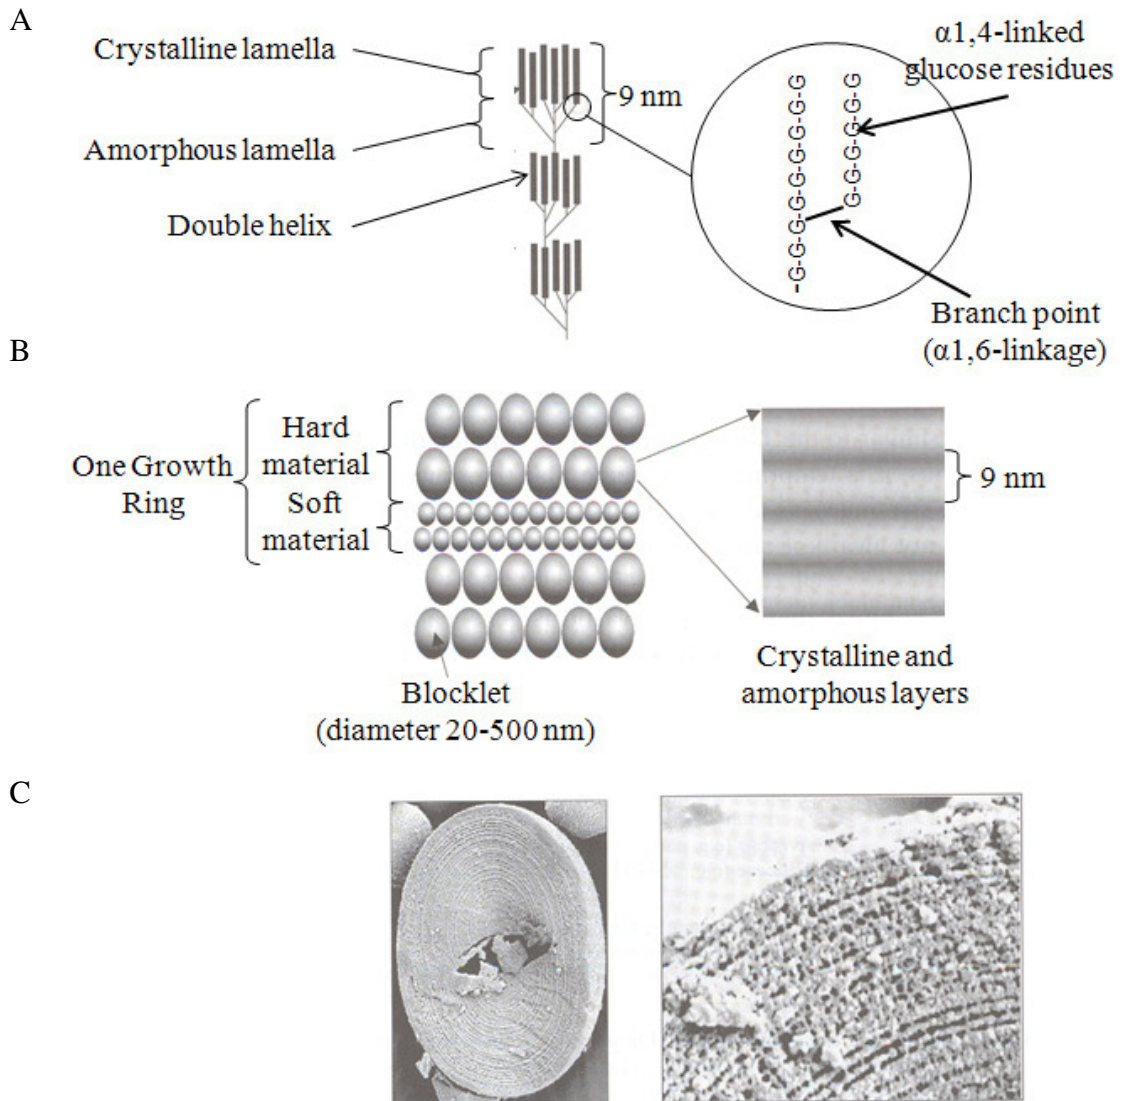 A
Crystalline lamella
Amorphous lamella
Double helix
9 nm
α1,4-linked
glucose residues
G-G-G-G-G-G-G-G-G-
G-G-G-G-G-G
Branch point
(α1,6-linkage)
B
One Growth
Ring
Hard
material
Soft
material
9 nm
Blocklet
(diameter 20-500 nm)
Crystalline and
amorphous layers
C